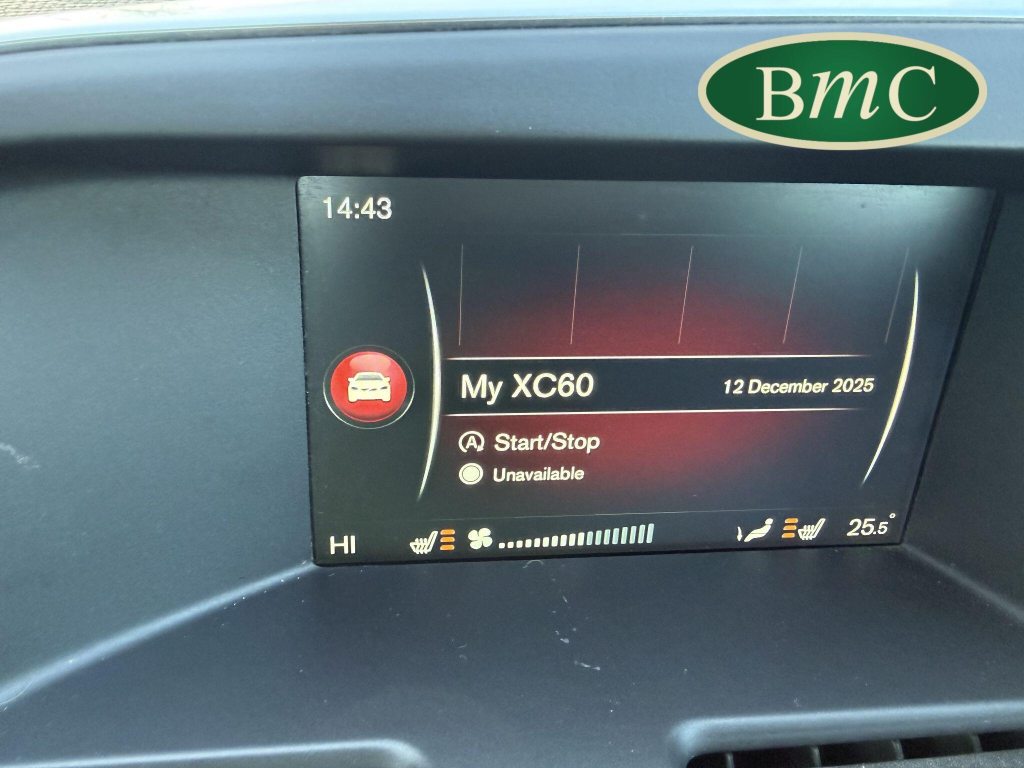 BmC
14:43
My XC60
12 December 2025
A Start/Stop
Unavailable
HI
25.5°